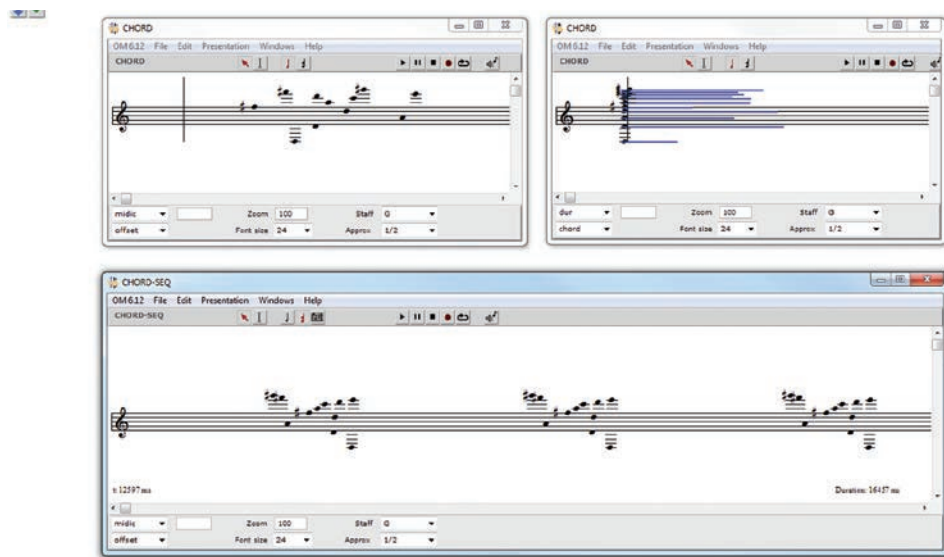 CHORD
OM 6.12 File Edit Presentation Windows Help
CHORD
midic Zoom 100 Staff G
offset Font size 24 Approx 1/2
CHORD
OM 6.12 File Edit Presentation Windows Help
CHORD
dur Zoom 100 Staff G
chord Font size 24 Approx 1/2
CHORD-SEQ
OM 6.12 File Edit Presentation Windows Help
CHORD-SEQ
t: 12597 ms Duration: 16457 ms
midic Zoom 100 Staff G
offset Font size 24 Approx 1/2